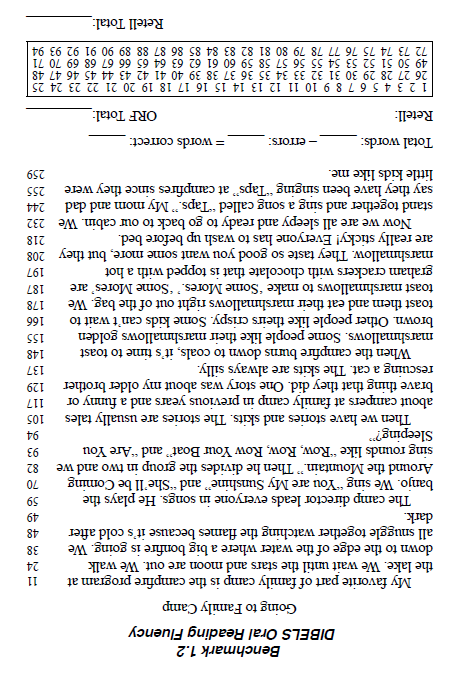 Benchmark 1.2
DIBELS Oral Reading Fluency
Going to Family Camp
My favorite part of family camp is the campfire program at 11
the lake. We wait until the stars and moon are out. We walk 24
down to the edge of the water where a big bonfire is going. We 38
all snuggle together watching the flames because it's cold after 48
dark. 49
The camp director leads everyone in songs. He plays the 59
banjo. We sing “You are My Sunshine” and “She'll be Coming 70
Around the Mountain.” Then he divides the group in two and we 82
sing rounds like “Row, Row, Row Your Boat” and “Are You 93
Sleeping?” 94
Then we have stories and skits. The stories are usually tales 105
about campers at family camp in previous years and a funny or 117
brave thing that they did. One story was about my older brother 129
rescuing a cat. The skits are always silly. 137
When the campfire burns down to coals, it's time to toast 148
marshmallows. Some people like their marshmallows golden 155
brown. Other people like theirs crispy. Some kids can't wait to 166
toast them and eat their marshmallows right out of the bag. We 178
toast marshmallows to make ‘Some Mores.’ ‘Some Mores’ are 187
graham crackers with chocolate that is topped with a hot 197
marshmallow. They taste so good you want some more, but they 208
are really sticky! Everyone has to wash up before bed. 218
Now we are all sleepy and ready to go back to our cabin. We 232
stand together and sing a song called “Taps.” My mom and dad 244
say they have been singing “Taps” at campfires since they were 255
little kids like me. 259
Total words: ______ – errors: ______ = words correct: ______
Retell: ORF Total: ______
1 2 3 4 5 6 7 8 9 10 11 12 13 14 15 16 17 18 19 20 21 22 23 24 25
26 27 28 29 30 31 32 33 34 35 36 37 38 39 40 41 42 43 44 45 46 47 48
49 50 51 52 53 54 55 56 57 58 59 60 61 62 63 64 65 66 67 68 69 70 71
72 73 74 75 76 77 78 79 80 81 82 83 84 85 86 87 88 89 90 91 92 93 94
Retell Total: ______